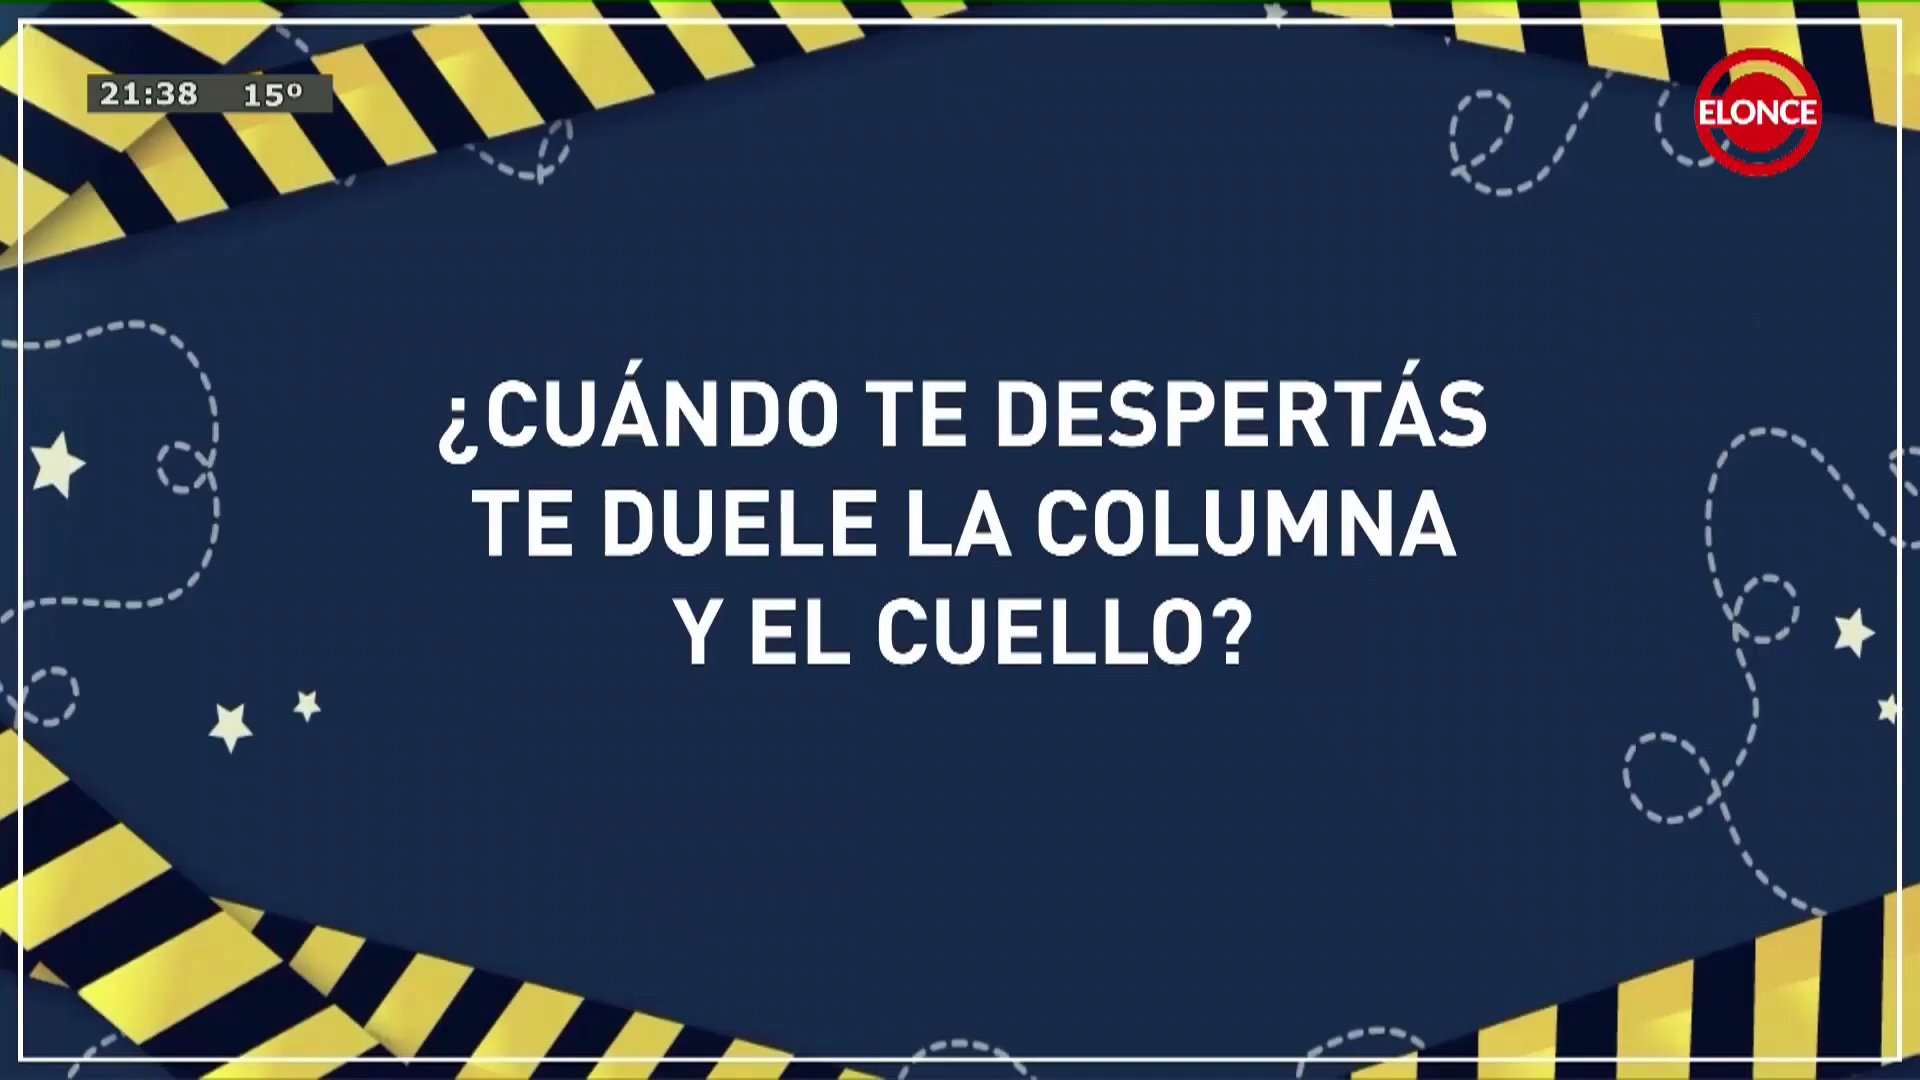 21:38 15º
ELONCE
¿CUÁNDO TE DESPERTÁS
TE DUELE LA COLUMNA
Y EL CUELLO?